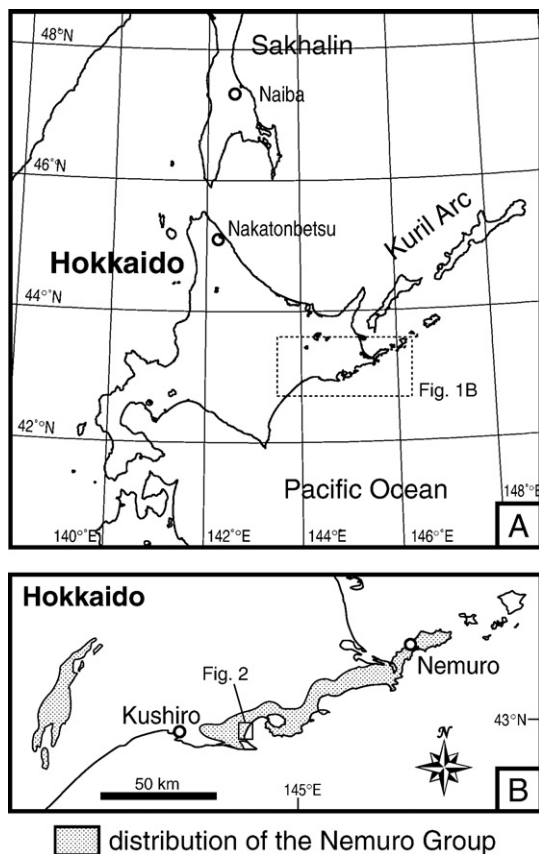 48°N
Sakhalin
Naiba
46°N
Nakatonbetsu
Kuril Arc
Hokkaido
44°N
Fig. 1B
42°N
Pacific Ocean
140°E
142°E
144°E
146°E
148°E
A
Hokkaido
Nemuro
Fig. 2
Kushiro
43°N
N
50 km
145°E
B
distribution of the Nemuro Group